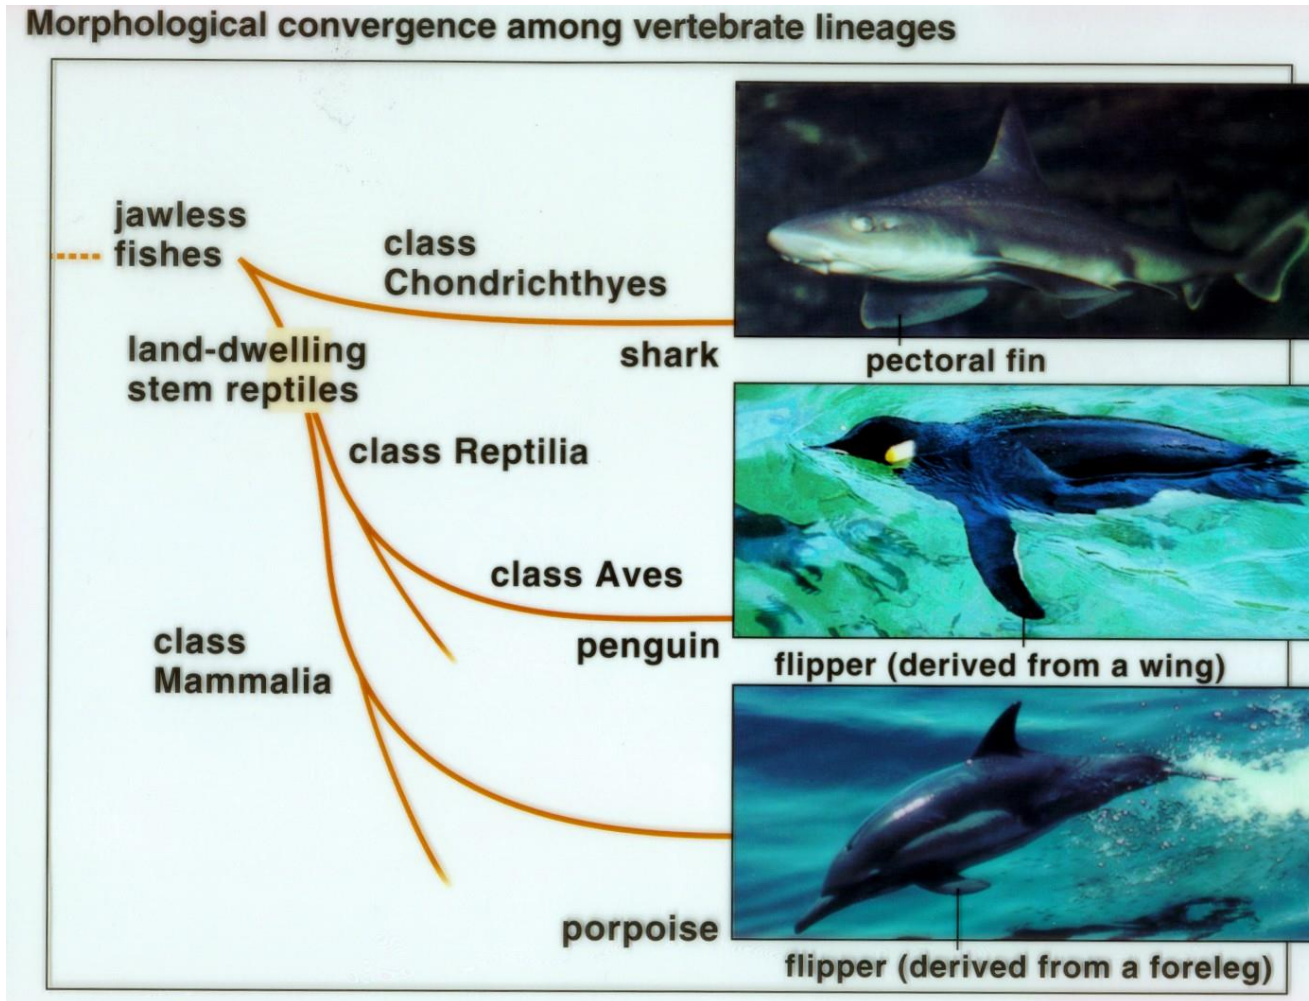 Morphological convergence among vertebrate lineages
jawless
fishes
class
Chondrichthyes
land-dwelling
stem reptiles
shark
pectoral fin
class Reptilia
class Aves
penguin
flipper (derived from a wing)
class
Mammalia
porpoise
flipper (derived from a foreleg)